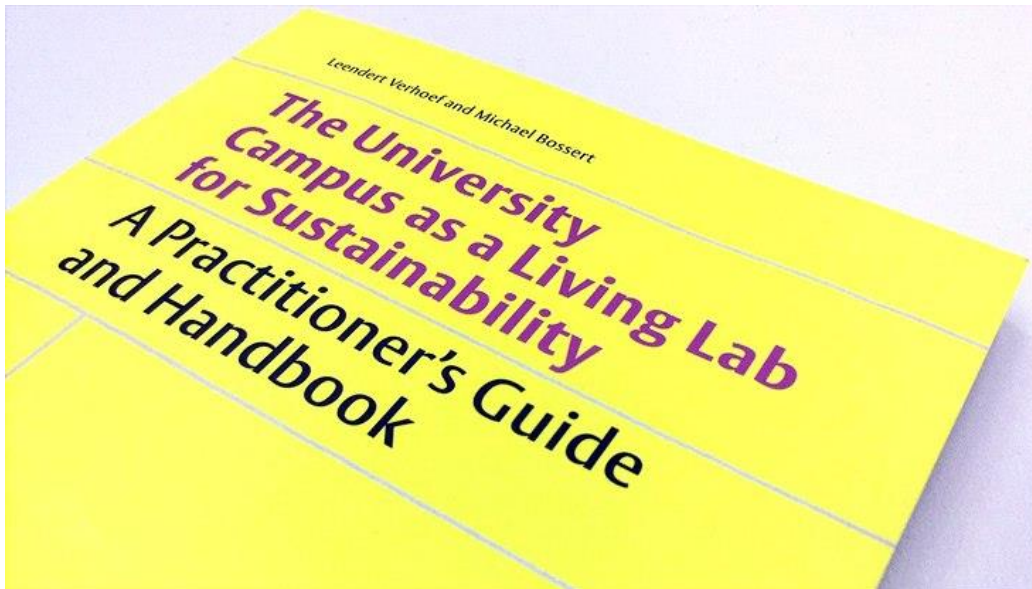 Leendert Verhoef and Michael Bossert
The University
Campus as a Living Lab
for Sustainability
A Practitioner's Guide
and Handbook